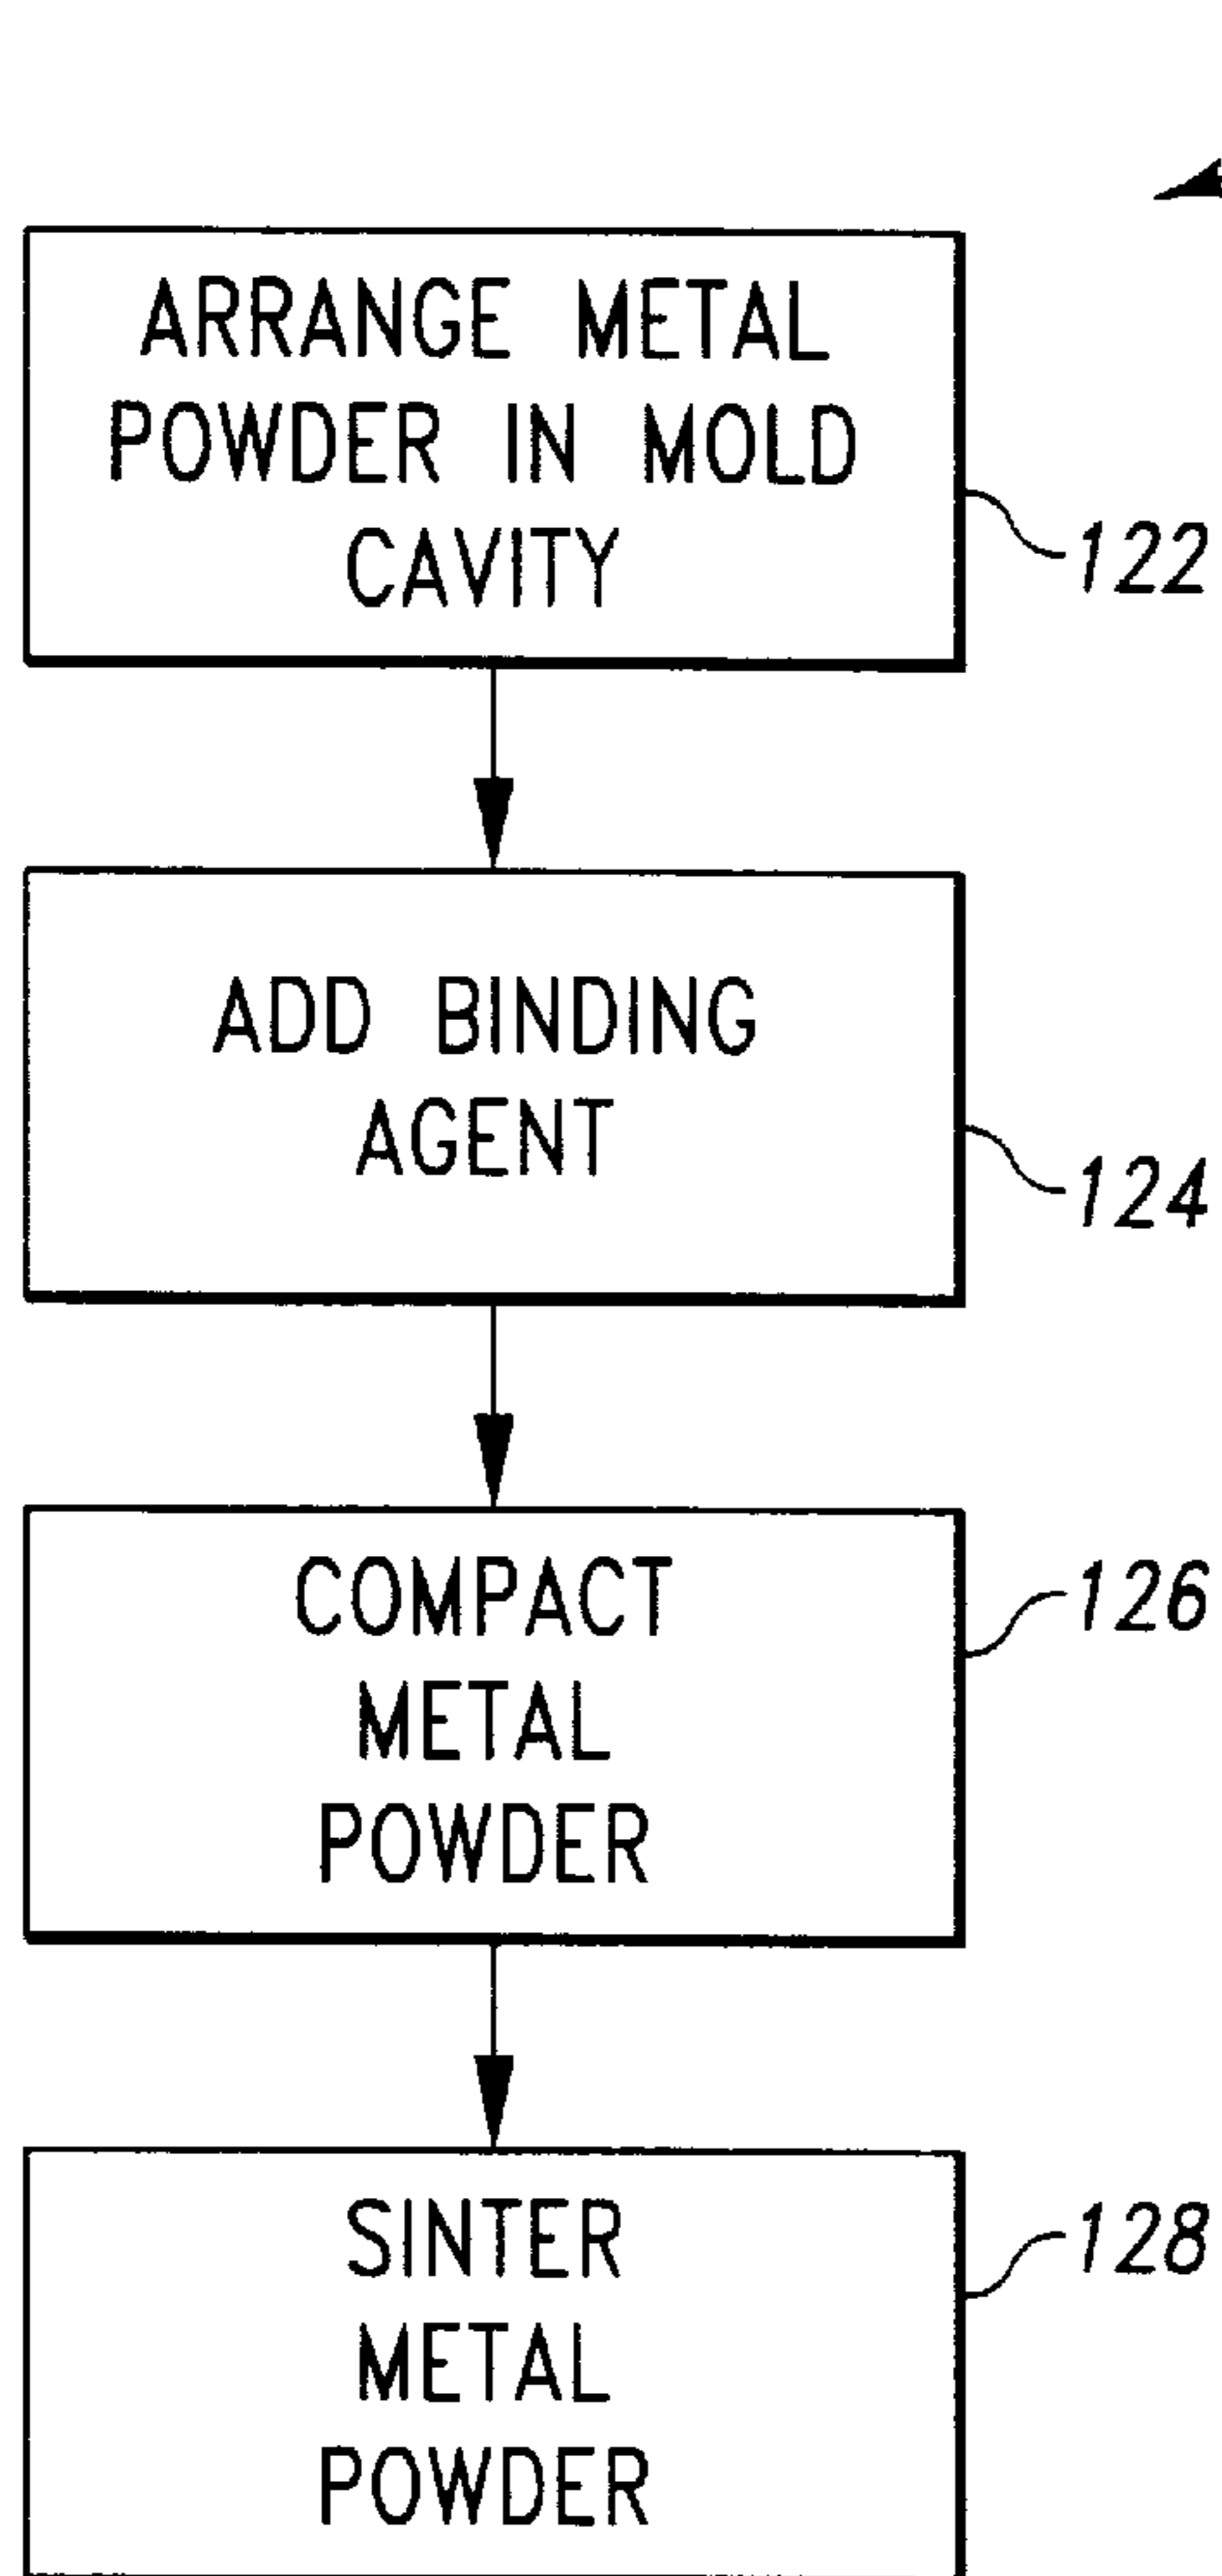 ARRANGE METAL
POWDER IN MOLD
CAVITY
122
ADD BINDING
AGENT
124
COMPACT
METAL
POWDER
126
SINTER
METAL
POWDER
128